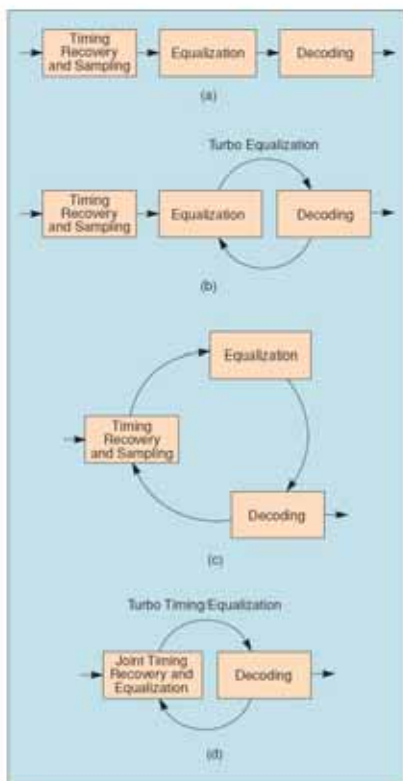 Timing
Recovery
and Sampling
Equalization
Decoding
(a)
Turbo Equalization
Timing
Recovery
and Sampling
Equalization
Decoding
(b)
Equalization
Timing
Recovery
and Sampling
Decoding
(c)
Turbo Timing/Equalization
Joint Timing
Recovery and
Equalization
Decoding
(d)